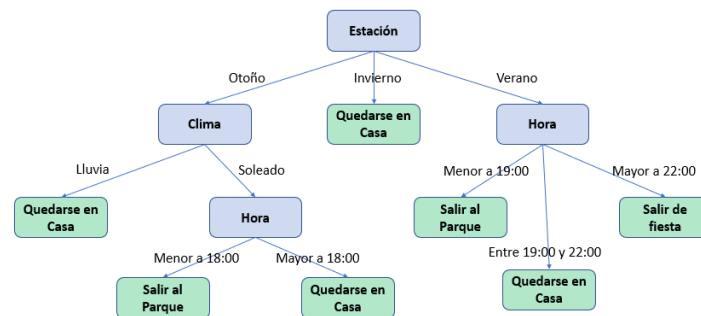 Estación
Otoño
Invierno
Verano
Clima
Quedarse en
Casa
Hora
Lluvia
Soleado
Menor a 19:00
Mayor a 22:00
Quedarse en
Casa
Hora
Salir al
Parque
Salir de
fiesta
Entre 19:00 y 22:00
Menor a 18:00
Mayor a 18:00
Salir al
Parque
Quedarse en
Casa
Quedarse en
Casa